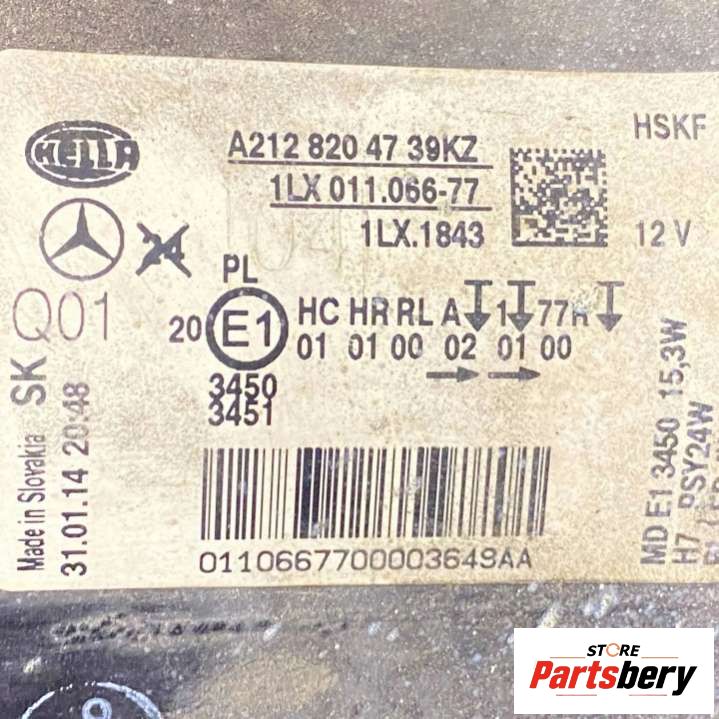 HELLA
A212 820 47 39KZ
1LX 011.066-77
1LX.1843
HSKF
12 V
24
Q01
PL
20 E1
HC HR RL A 1 77R
01 01 00 02 01 00
3450
3451
SK
Made in Slovakia
31.01.14 20:48
0110667700003649AA
MD E1 3450 15,3W
H7 PSY24W
STORE
Partsbery